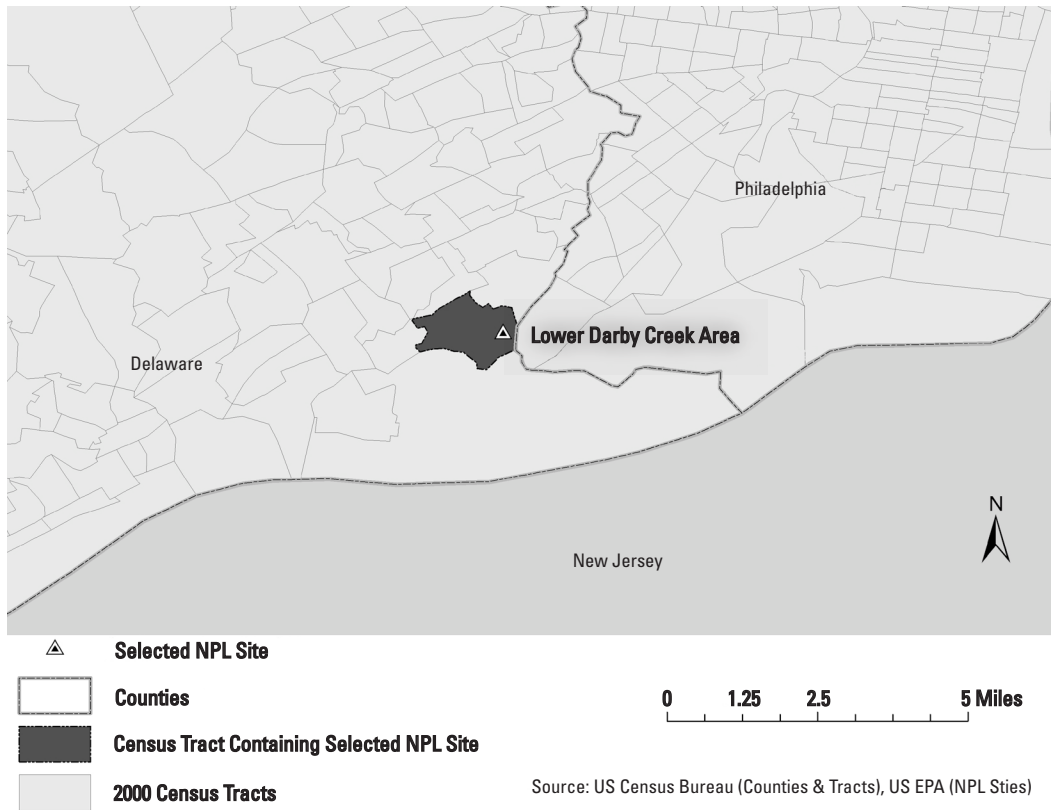 Philadelphia
Lower Darby Creek Area
Delaware
N
New Jersey
Selected NPL Site
Counties
0 1.25 2.5 5 Miles
Census Tract Containing Selected NPL Site
2000 Census Tracts
Source: US Census Bureau (Counties & Tracts), US EPA (NPL Sties)